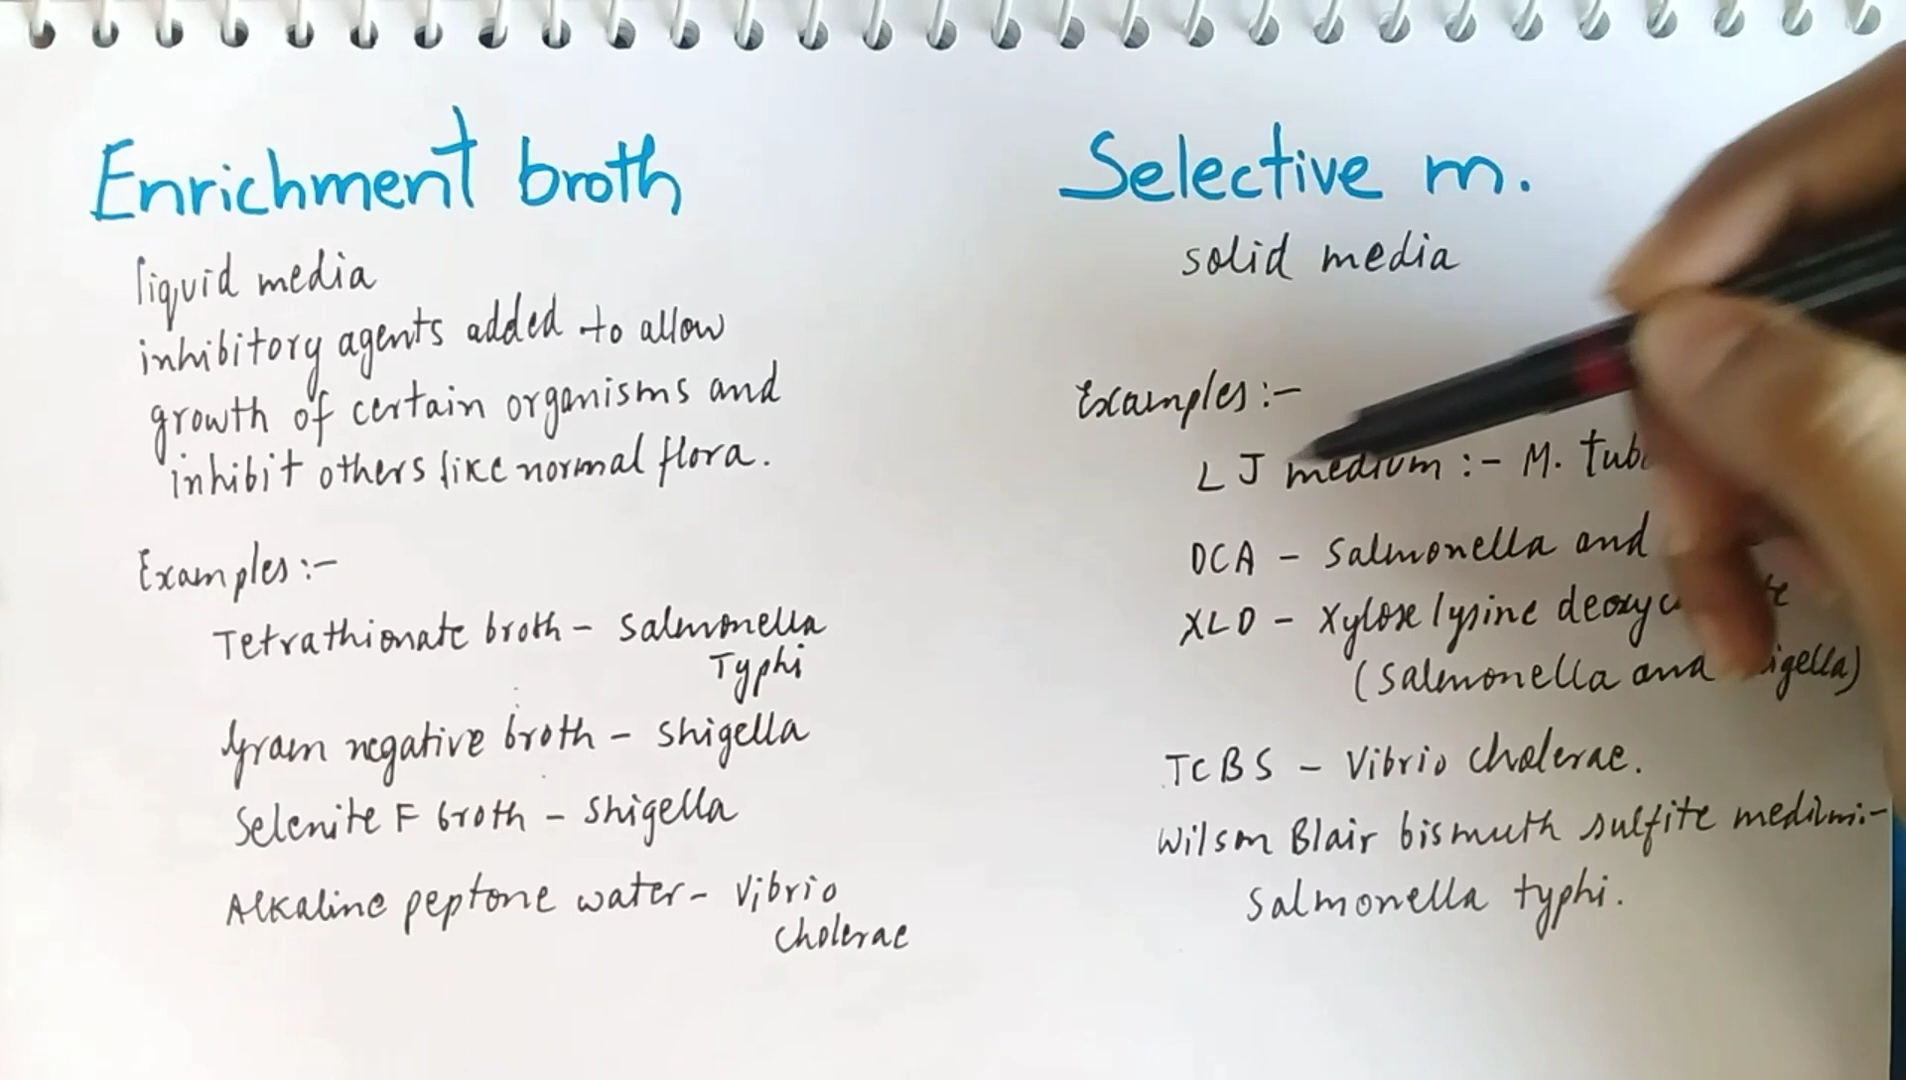 Enrichment broth
liquid media
inhibitory agents added to allow
growth of certain organisms and
inhibit others like normal flora.
Examples:-
Tetrathionate broth - Salmonella
Typhi
Gram negative broth - Shigella
Selenite F broth - Shigella
Alkaline peptone water - Vibrio
cholerae
Selective m.
solid media
Examples:-
LJ medium :- M.
DCA - Salmonella and
XLD - Xylose lysine
(Salmonella and
TCBS - Vibrio cholerae.
Wilson Blair bismuth sulfite medium:-
Salmonella typhi.